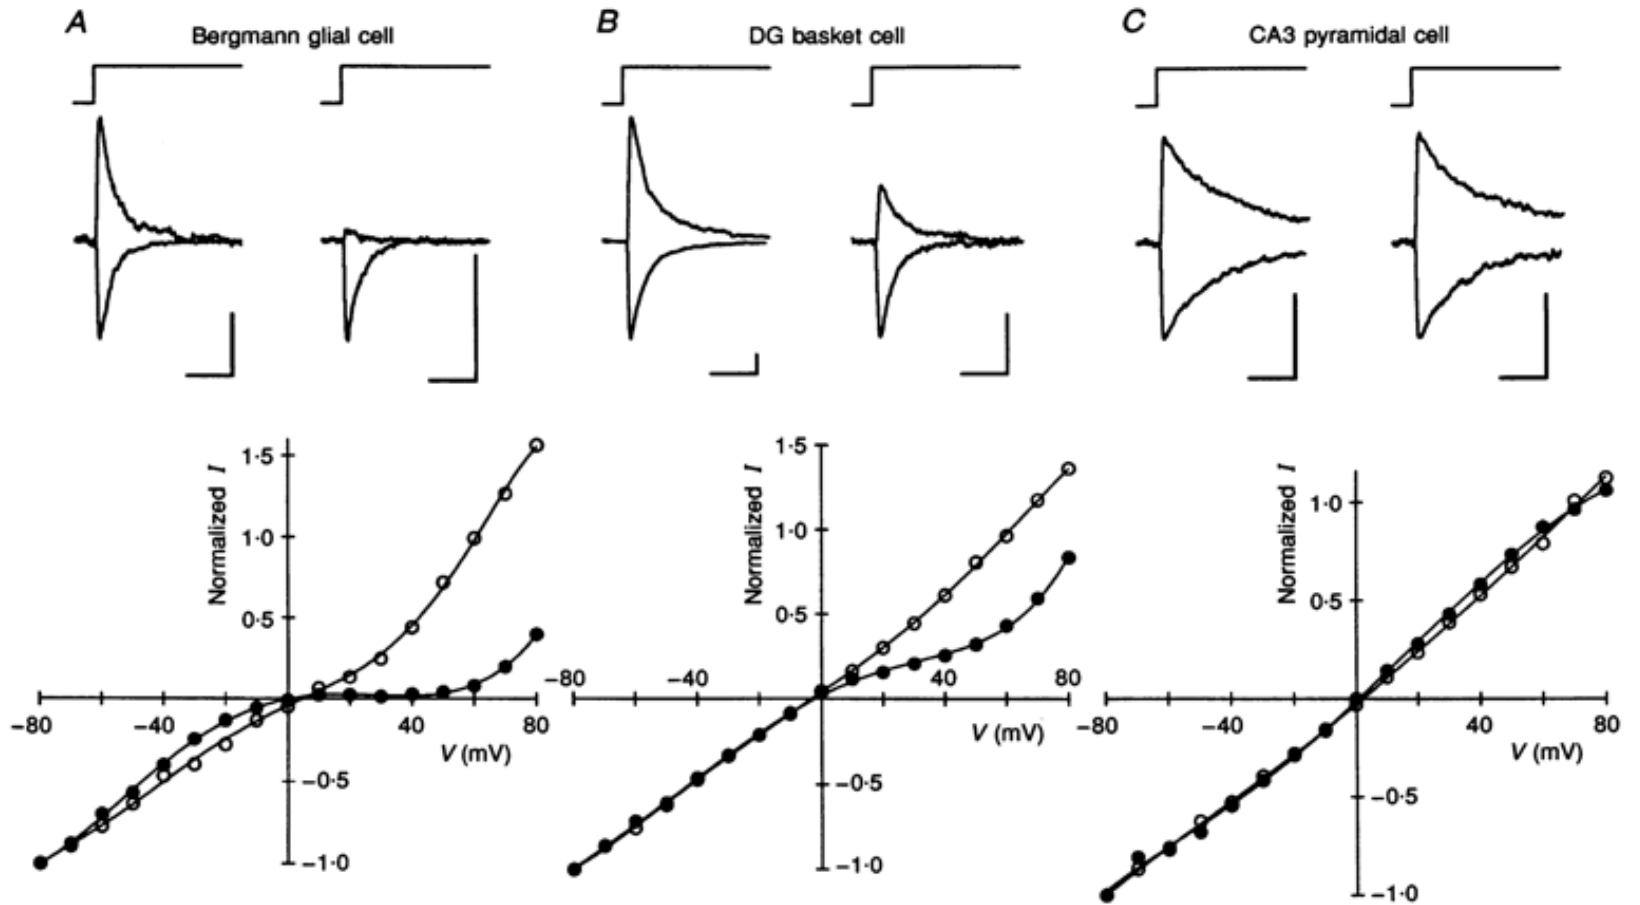 A Bergmann glial cell
B DG basket cell
C CA3 pyramidal cell
Normalized I
1·5
1·0
0·5
-80
-40
40
80
V (mV)
-0·5
-1·0
Normalized I
1·5
1·0
0·5
-80
-40
40
80
V (mV)
-0·5
-1·0
Normalized I
1·0
0·5
-80
-40
40
80
V (mV)
-0·5
-1·0